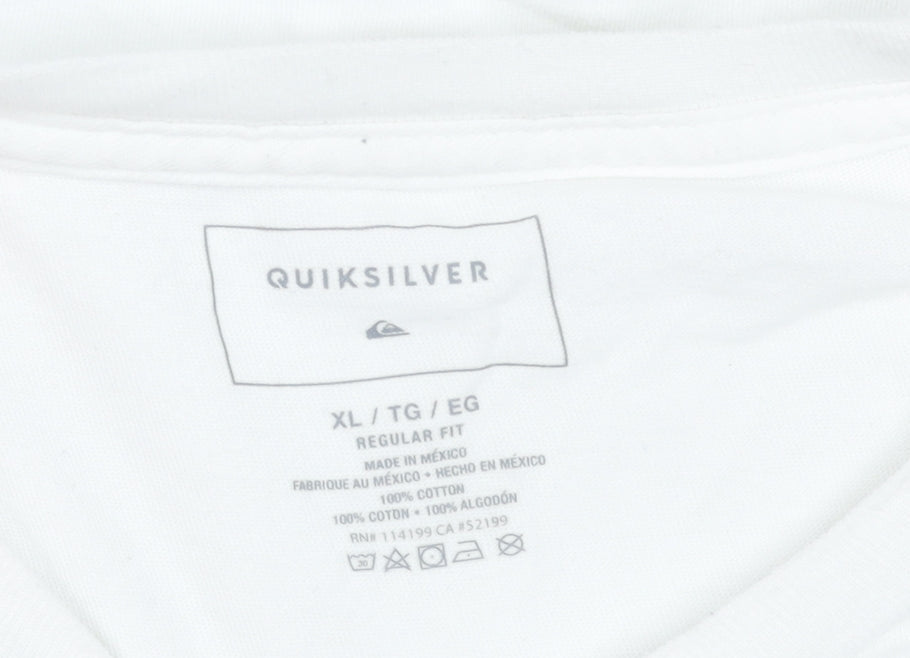 QUIKSILVER
XL / TG / EG
REGULAR FIT
MADE IN MÉXICO
FABRIQUE AU MÉXICO • HECHO EN MÉXICO
100% COTTON
100% COTON • 100% ALGODÓN
RN# 114199 CA #52199
30